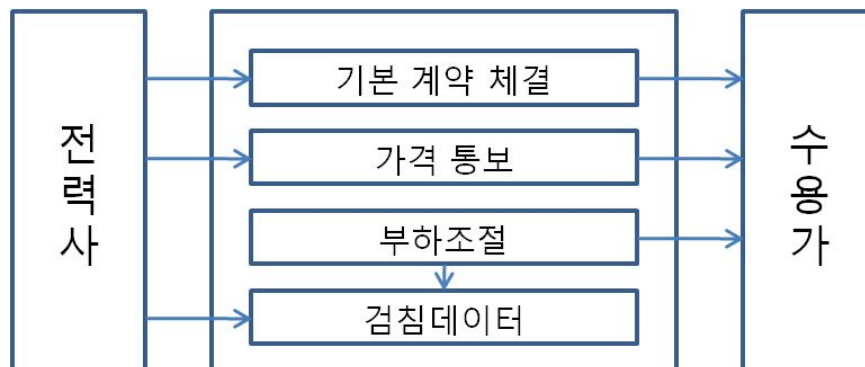 전력사
기본 계약 체결
가격 통보
부하조절
검침데이터
수용가